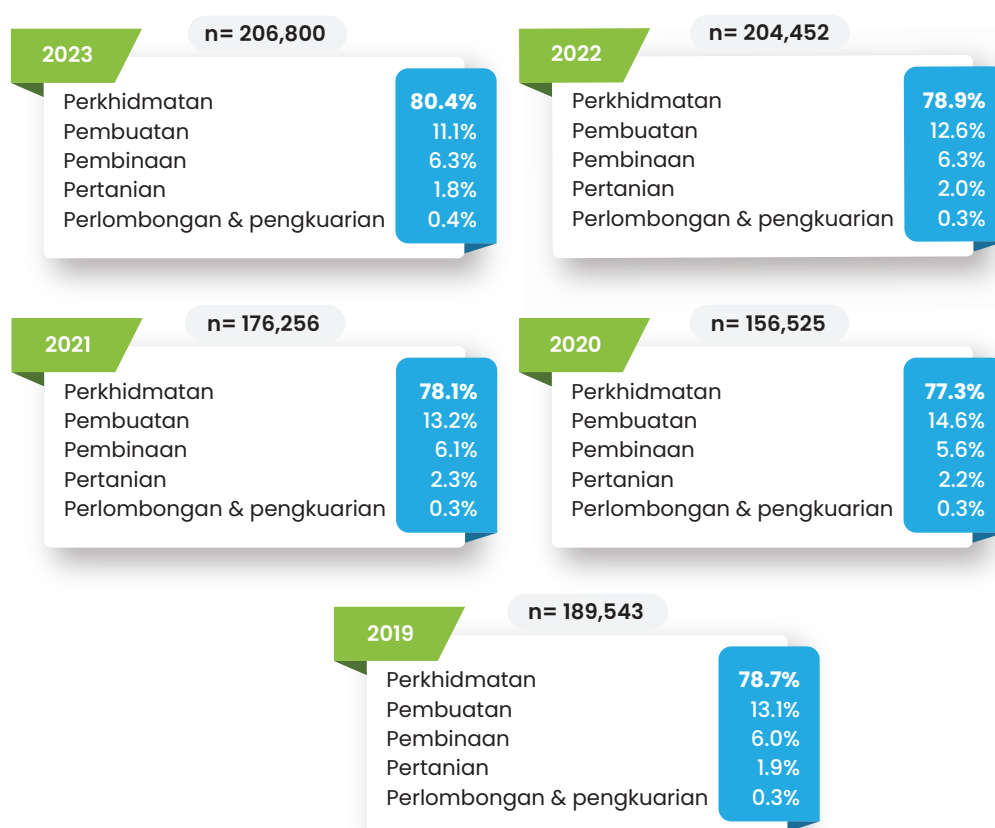 2023
n= 206,800
Perkhidmatan 80.4%
Pembuatan 11.1%
Pembinaan 6.3%
Pertanian 1.8%
Perlombongan & pengkuarian 0.4%
2022
n= 204,452
Perkhidmatan 78.9%
Pembuatan 12.6%
Pembinaan 6.3%
Pertanian 2.0%
Perlombongan & pengkuarian 0.3%
2021
n= 176,256
Perkhidmatan 78.1%
Pembuatan 13.2%
Pembinaan 6.1%
Pertanian 2.3%
Perlombongan & pengkuarian 0.3%
2020
n= 156,525
Perkhidmatan 77.3%
Pembuatan 14.6%
Pembinaan 5.6%
Pertanian 2.2%
Perlombongan & pengkuarian 0.3%
2019
n= 189,543
Perkhidmatan 78.7%
Pembuatan 13.1%
Pembinaan 6.0%
Pertanian 1.9%
Perlombongan & pengkuarian 0.3%